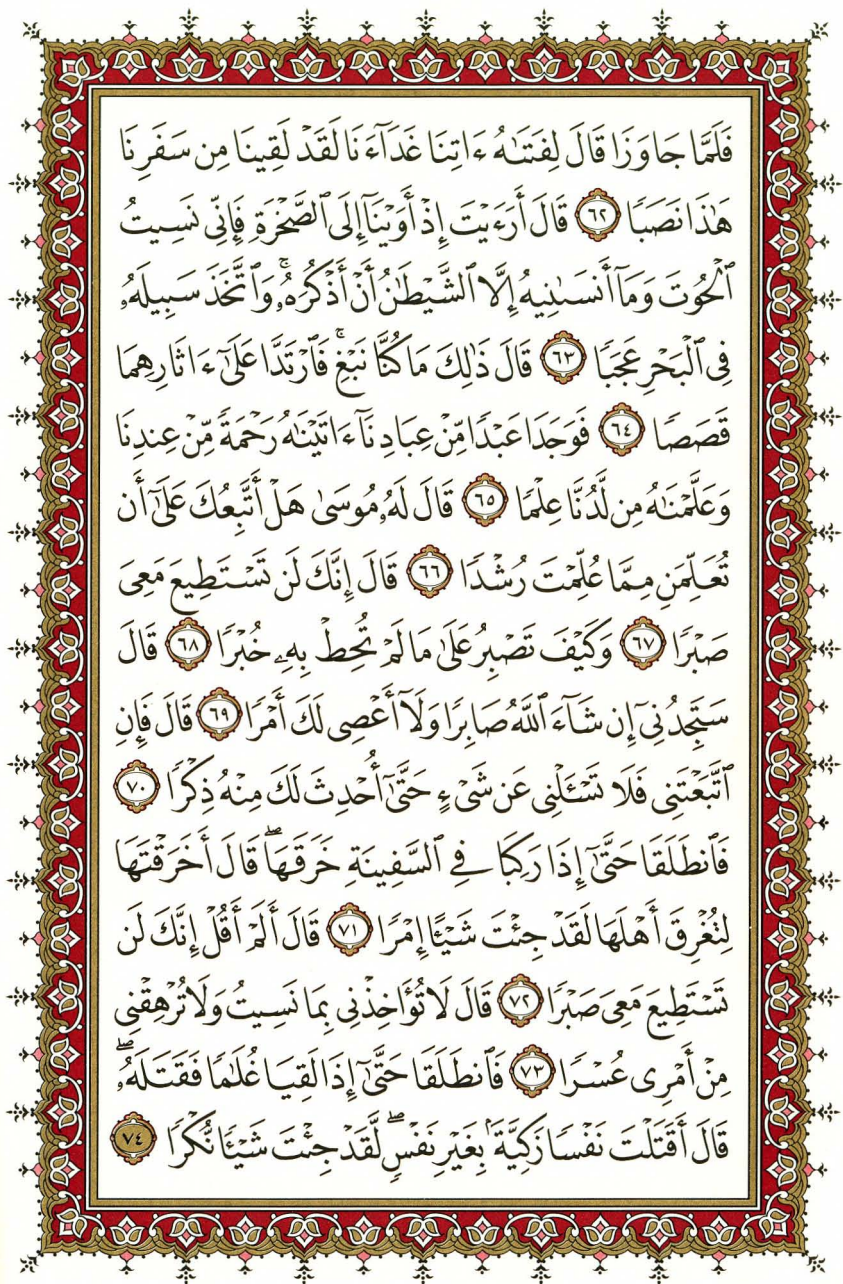 فَلَمَّا جَاوَزَا قَالَ لِفَتَىٰهُ ءَاتِنَا غَدَآءَنَا لَقَدْ لَقِينَا مِن سَفَرِنَا
هَٰذَا نَصَبًا ٦٢ قَالَ أَرَءَيْتَ إِذْ أَوَيْنَآ إِلَى ٱلصَّخْرَةِ فَإِنِّى نَسِيتُ
ٱلْحُوتَ وَمَآ أَنسَىٰنِيهُ إِلَّا ٱلشَّيْطَٰنُ أَنْ أَذْكُرَهُۥ ۚ وَٱتَّخَذَ سَبِيلَهُۥ
فِى ٱلْبَحْرِ عَجَبًا ٦٣ قَالَ ذَٰلِكَ مَا كُنَّا نَبْغِ ۚ فَٱرْتَدَّا عَلَىٰٓ ءَاثَارِهِمَا
قَصَصًا ٦٤ فَوَجَدَا عَبْدًا مِّنْ عِبَادِنَآ ءَاتَيْنَٰهُ رَحْمَةً مِّنْ عِندِنَا
وَعَلَّمْنَٰهُ مِن لَّدُنَّا عِلْمًا ٦٥ قَالَ لَهُۥ مُوسَىٰ هَلْ أَتَّبِعُكَ عَلَىٰٓ أَن
تُعَلِّمَنِ مِمَّا عُلِّمْتَ رُشْدًا ٦٦ قَالَ إِنَّكَ لَن تَسْتَطِيعَ مَعِىَ
صَبْرًا ٦٧ وَكَيْفَ تَصْبِرُ عَلَىٰ مَا لَمْ تُحِطْ بِهِۦ خُبْرًا ٦٨ قَالَ
سَتَجِدُنِىٓ إِن شَآءَ ٱللَّهُ صَابِرًا وَلَآ أَعْصِى لَكَ أَمْرًا ٦٩ قَالَ فَإِنِ
ٱتَّبَعْتَنِى فَلَا تَسْـَٔلْنِى عَن شَىْءٍ حَتَّىٰٓ أُحْدِثَ لَكَ مِنْهُ ذِكْرًا ٧٠
فَٱنطَلَقَا حَتَّىٰٓ إِذَا رَكِبَا فِى ٱلسَّفِينَةِ خَرَقَهَا ۖ قَالَ أَخَرَقْتَهَا
لِتُغْرِقَ أَهْلَهَا لَقَدْ جِئْتَ شَيْـًٔا إِمْرًا ٧١ قَالَ أَلَمْ أَقُلْ إِنَّكَ لَن
تَسْتَطِيعَ مَعِىَ صَبْرًا ٧٢ قَالَ لَا تُؤَاخِذْنِى بِمَا نَسِيتُ وَلَا تُرْهِقْنِى
مِنْ أَمْرِى عُسْرًا ٧٣ فَٱنطَلَقَا حَتَّىٰٓ إِذَا لَقِيَا غُلَٰمًا فَقَتَلَهُۥ ۖ
قَالَ أَقَتَلْتَ نَفْسًا زَكِيَّةًۢ بِغَيْرِ نَفْسٍ ۖ لَّقَدْ جِئْتَ شَيْـًٔا نُّكْرًا ٧٤